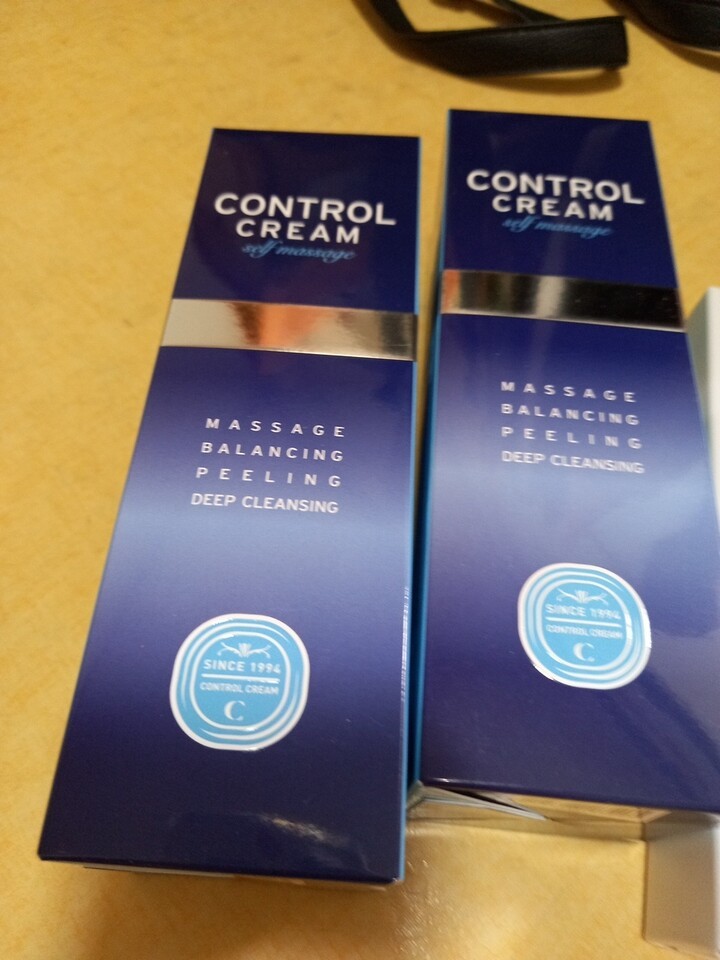 CONTROL
CREAM
self massage
MASSAGE
BALANCING
PEELING
DEEP CLEANSING
SINCE 1994
CONTROL CREAM
C
CONTROL
CREAM
self massage
MASSAGE
BALANCING
PEELING
DEEP CLEANSING
SINCE 1994
CONTROL CREAM
C